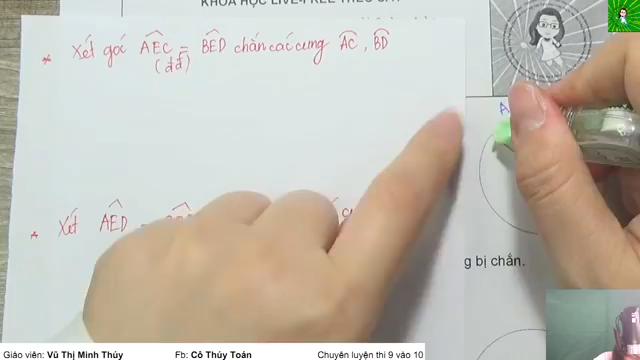 KHÓA HỌC LIVE-FREE THEO
* Xét góc AEC = BED chắn các cung AC, BD
(đđ)
A
* Xét AED
g bị chắn.
Giáo viên: Vũ Thị Minh Thúy Fb: Cô Thúy Toán Chuyên luyện thi 9 vào 10